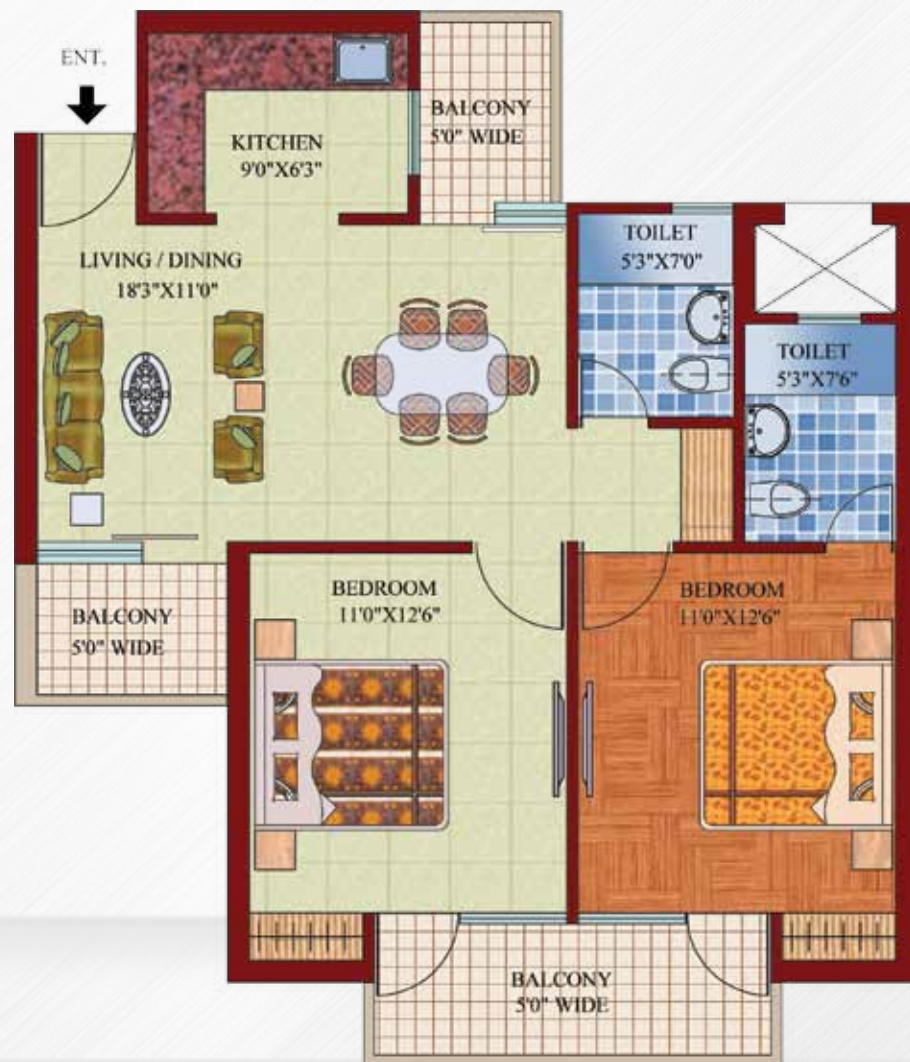 ENT.
KITCHEN
9'0"X6'3"
BALCONY
5'0" WIDE
LIVING / DINING
18'3"X11'0"
TOILET
5'3"X7'0"
TOILET
5'3"X7'6"
BALCONY
5'0" WIDE
BEDROOM
11'0"X12'6"
BEDROOM
11'0"X12'6"
BALCONY
5'0" WIDE